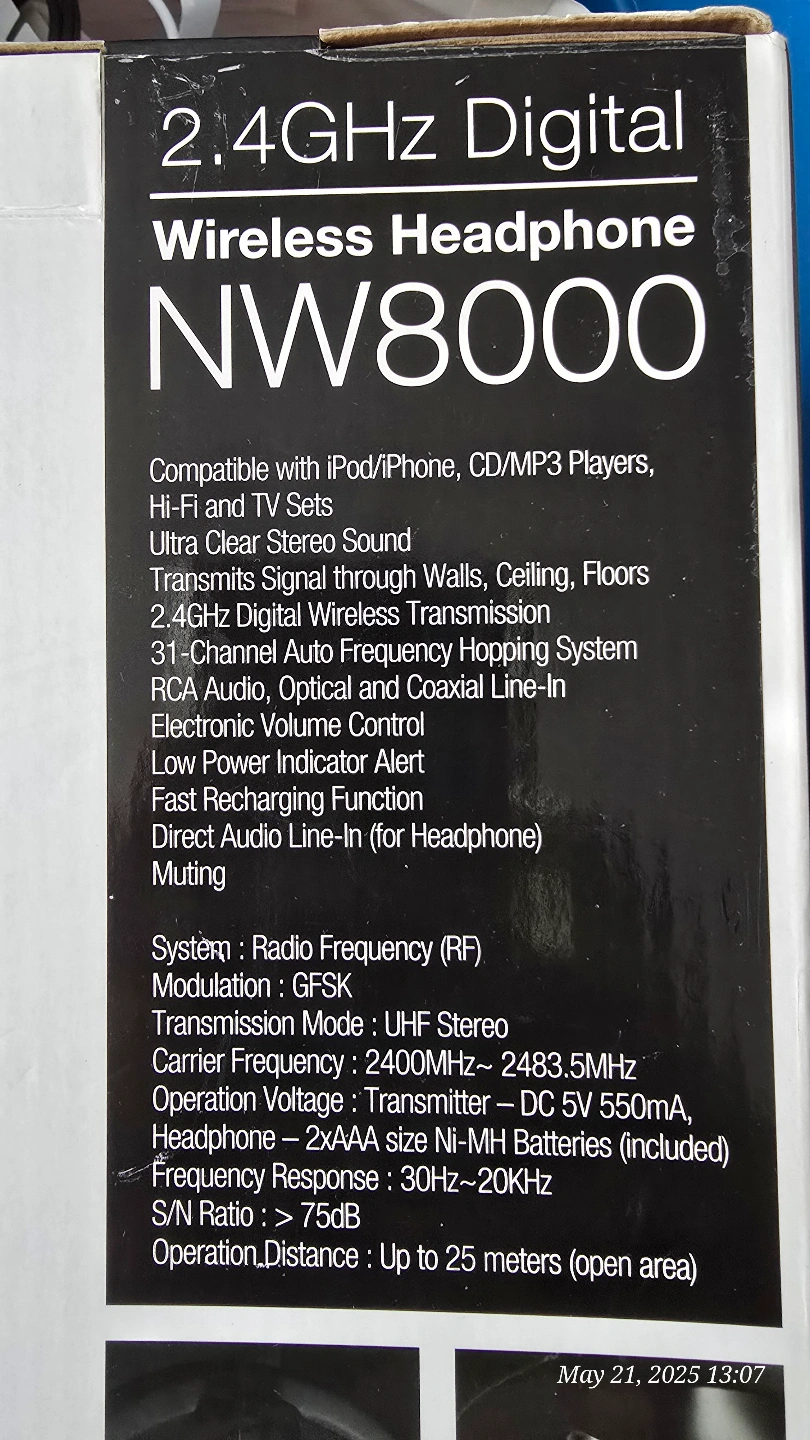 2.4GHz Digital
Wireless Headphone
NW8000
Compatible with iPod/iPhone, CD/MP3 Players,
Hi-Fi and TV Sets
Ultra Clear Stereo Sound
Transmits Signal through Walls, Ceiling, Floors
2.4GHz Digital Wireless Transmission
31-Channel Auto Frequency Hopping System
RCA Audio, Optical and Coaxial Line-In
Electronic Volume Control
Low Power Indicator Alert
Fast Recharging Function
Direct Audio Line-In (for Headphone)
Muting
System : Radio Frequency (RF)
Modulation : GFSK
Transmission Mode : UHF Stereo
Carrier Frequency : 2400MHz~ 2483.5MHz
Operation Voltage : Transmitter – DC 5V 550mA,
Headphone – 2xAAA size Ni-MH Batteries (included)
Frequency Response : 30Hz~20KHz
S/N Ratio : > 75dB
Operation Distance : Up to 25 meters (open area)
May 21, 2025 13:07